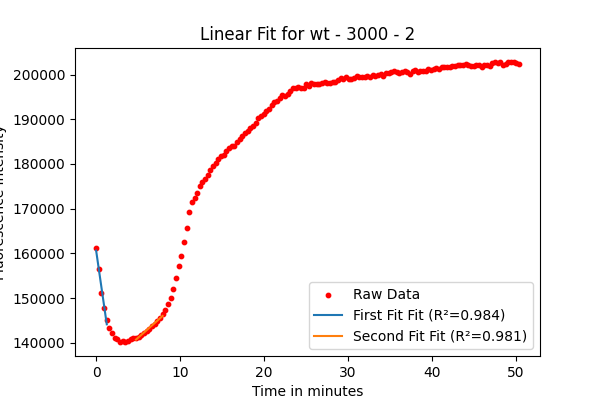 Linear Fit for wt - 3000 - 2
200000
190000
180000
170000
160000
150000
140000
Intensity
Raw Data
First Fit Fit (R²=0.984)
Second Fit Fit (R²=0.981)
0 10 20 30 40 50
Time in minutes